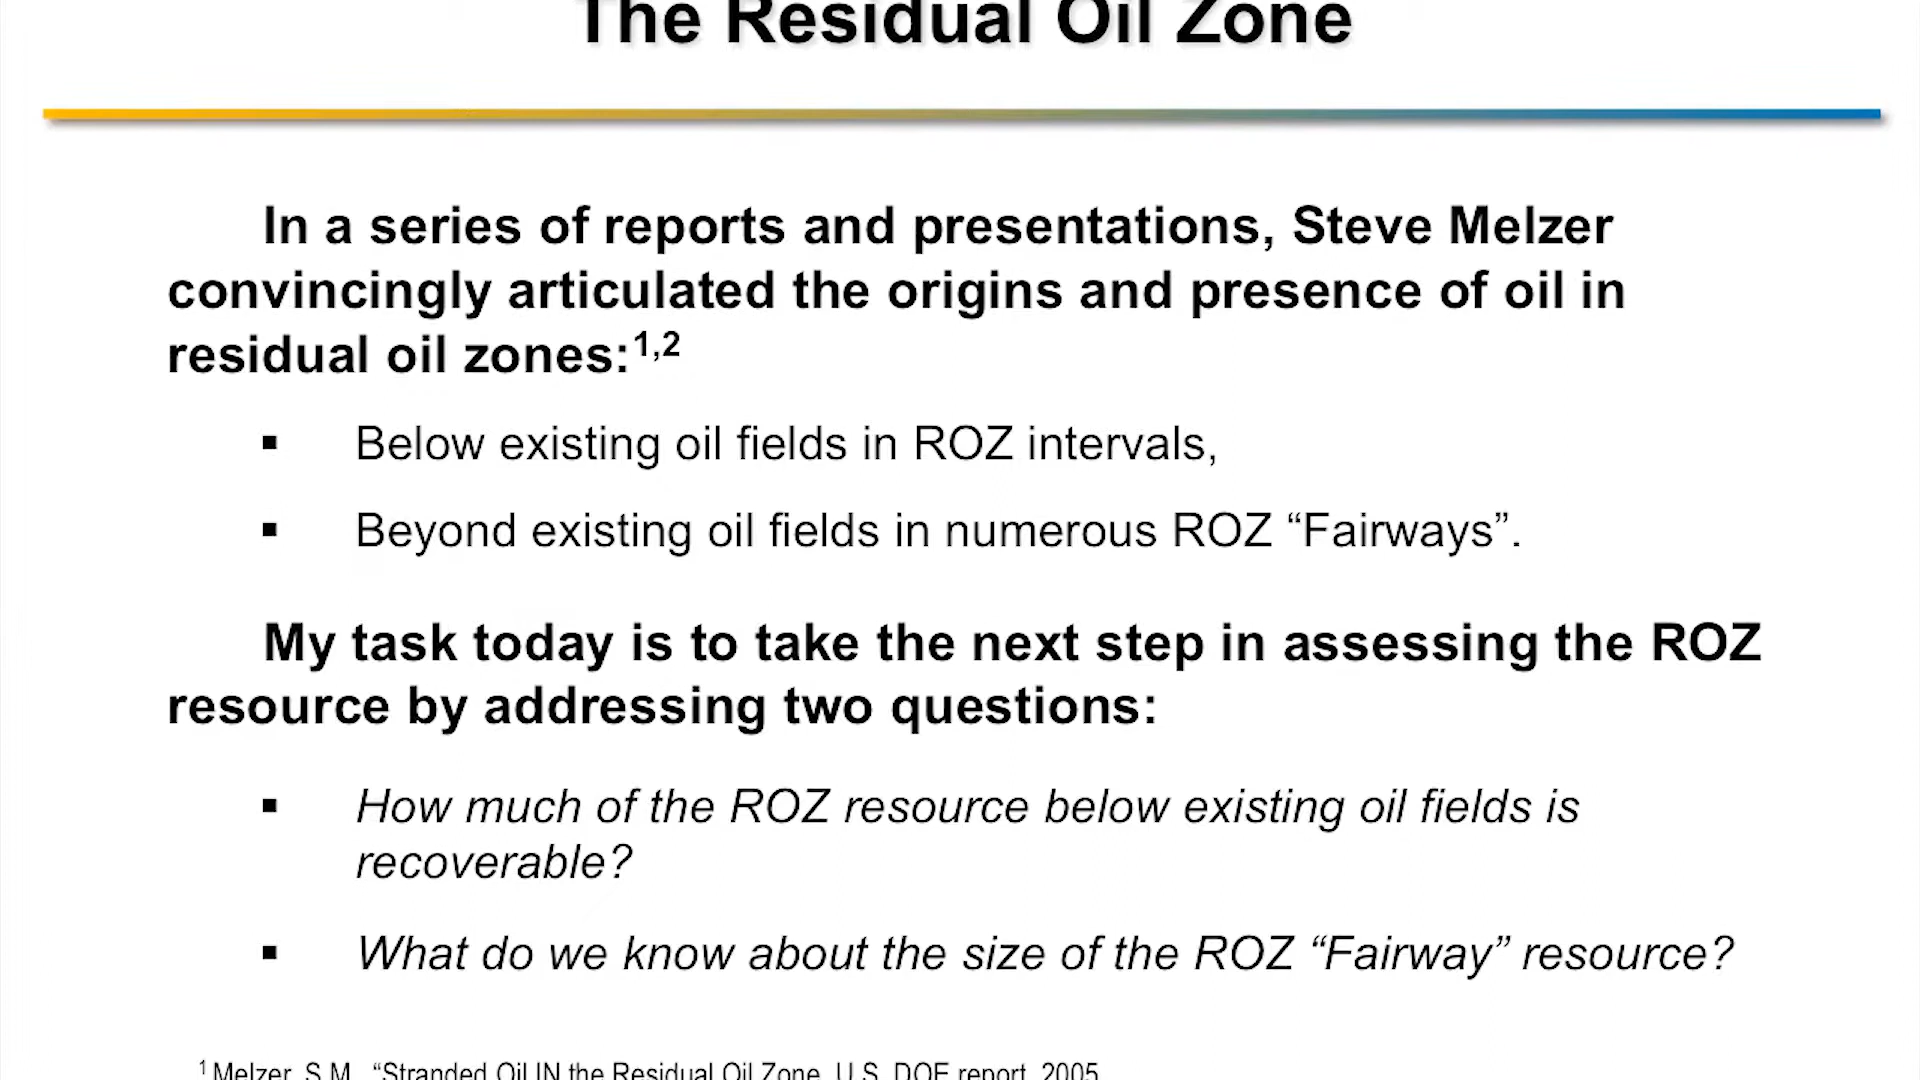 The Residual Oil Zone
In a series of reports and presentations, Steve Melzer
convincingly articulated the origins and presence of oil in
residual oil zones:1,2
▪ Below existing oil fields in ROZ intervals,
▪ Beyond existing oil fields in numerous ROZ “Fairways”.
My task today is to take the next step in assessing the ROZ
resource by addressing two questions:
▪ How much of the ROZ resource below existing oil fields is
recoverable?
▪ What do we know about the size of the ROZ “Fairway” resource?
1 Melzer, S.M., “Stranded Oil IN the Residual Oil Zone, U.S. DOE report, 2005